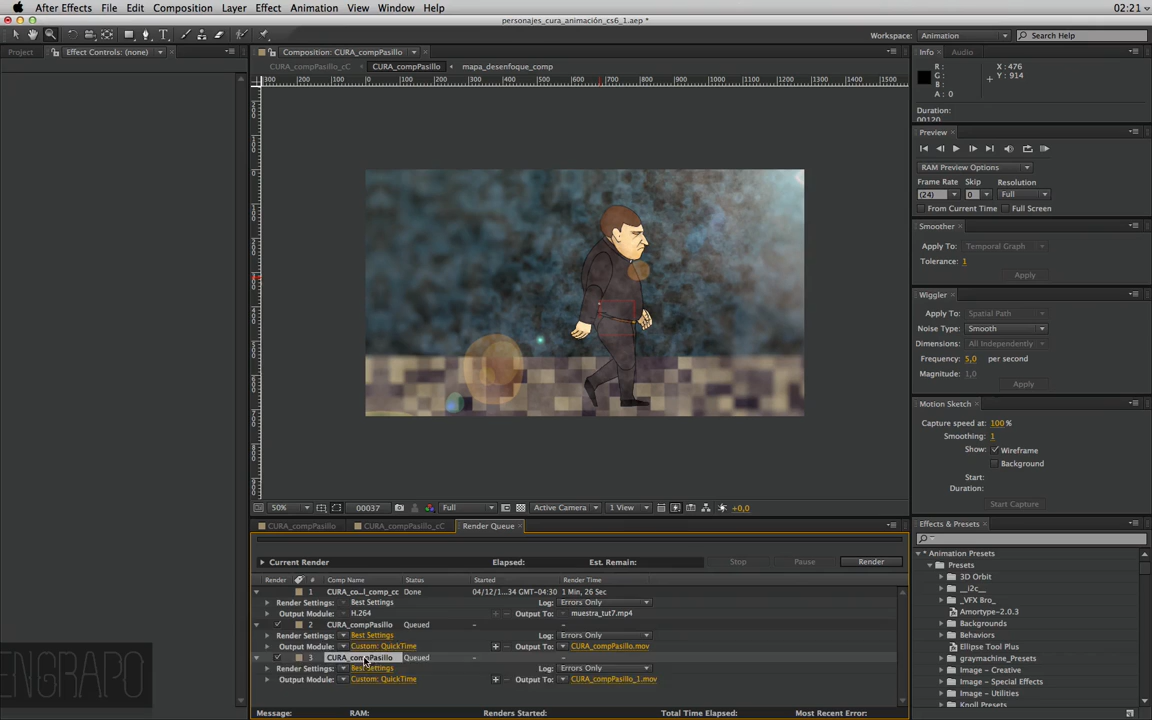 After Effects File Edit Composition Layer Effect Animation View Window Help 02:21
personajes_cura_animación_cs6_1.aep *
Workspace: Animation Search Help
Project Effect Controls: (none) Composition: CURA_compPasillo Info Audio
CURA_compPasillo_cC CURA_compPasillo mapa_desenfoque_comp
R : X : 476
G : Y : 914
B :
A : 0
Duration:
00120
Preview
RAM Preview Options
Frame Rate Skip Resolution
(24) 0 Full
From Current Time Full Screen
Smoother
Apply To: Temporal Graph
Tolerance: 1
Apply
Wiggler
Apply To: Spatial Path
Noise Type: Smooth
Dimensions: All Independently
Frequency: 5,0 per second
Magnitude: 1,0
Apply
Motion Sketch
Capture speed at: 100 %
Smoothing: 1
Show: Wireframe
Background
Start:
Duration:
Start Capture
50% 00037 Full Active Camera 1 View +0,0
CURA_compPasillo CURA_compPasillo_cC Render Queue
Current Render Elapsed: Est. Remain: Stop Pause Render
Render # Comp Name Status Started Render Time
1 CURA_co...l_comp_cc Done 04/12/1...34 GMT-04:30 1 Min, 26 Sec
Render Settings: Best Settings Log: Errors Only
Output Module: H.264 Output To: muestra_tut7.mp4
2 CURA_compPasillo Queued – –
Render Settings: Best Settings Log: Errors Only
Output Module: Custom: QuickTime Output To: CURA_compPasillo.mov
3 CURA_compPasillo Queued – –
Render Settings: Best Settings Log: Errors Only
Output Module: Custom: QuickTime Output To: CURA_compPasillo_1.mov
Message: RAM: Renders Started: Total Time Elapsed: Most Recent Error:
Effects & Presets
* Animation Presets
Presets
3D Orbit
__i2c__
_VFX Bro_
Amortype-2.0.3
Backgrounds
Behaviors
Ellipse Tool Plus
graymachine_Presets
Image – Creative
Image – Special Effects
Image – Utilities
Knoll Presets
ENGRAPO